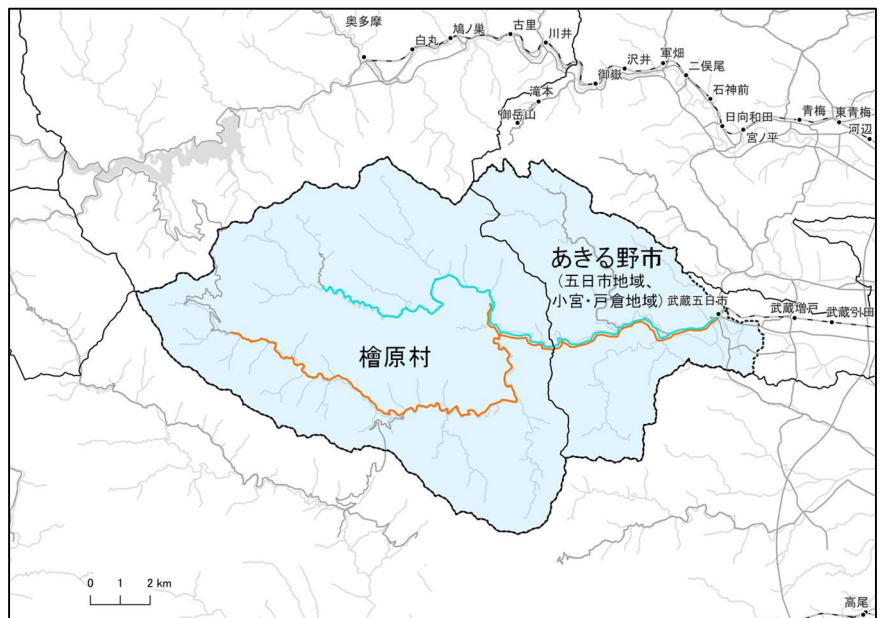 奥多摩
白丸
鳩ノ巣
古里
川井
御嶽
沢井
軍畑
二俣尾
石神前
日向和田
宮ノ平
青梅
東青梅
河辺
滝本
御岳山
あきる野市
(五日市地域、
小宮・戸倉地域)
武蔵五日市
武蔵増戸
武蔵引田
檜原村
0 1 2 km
高尾